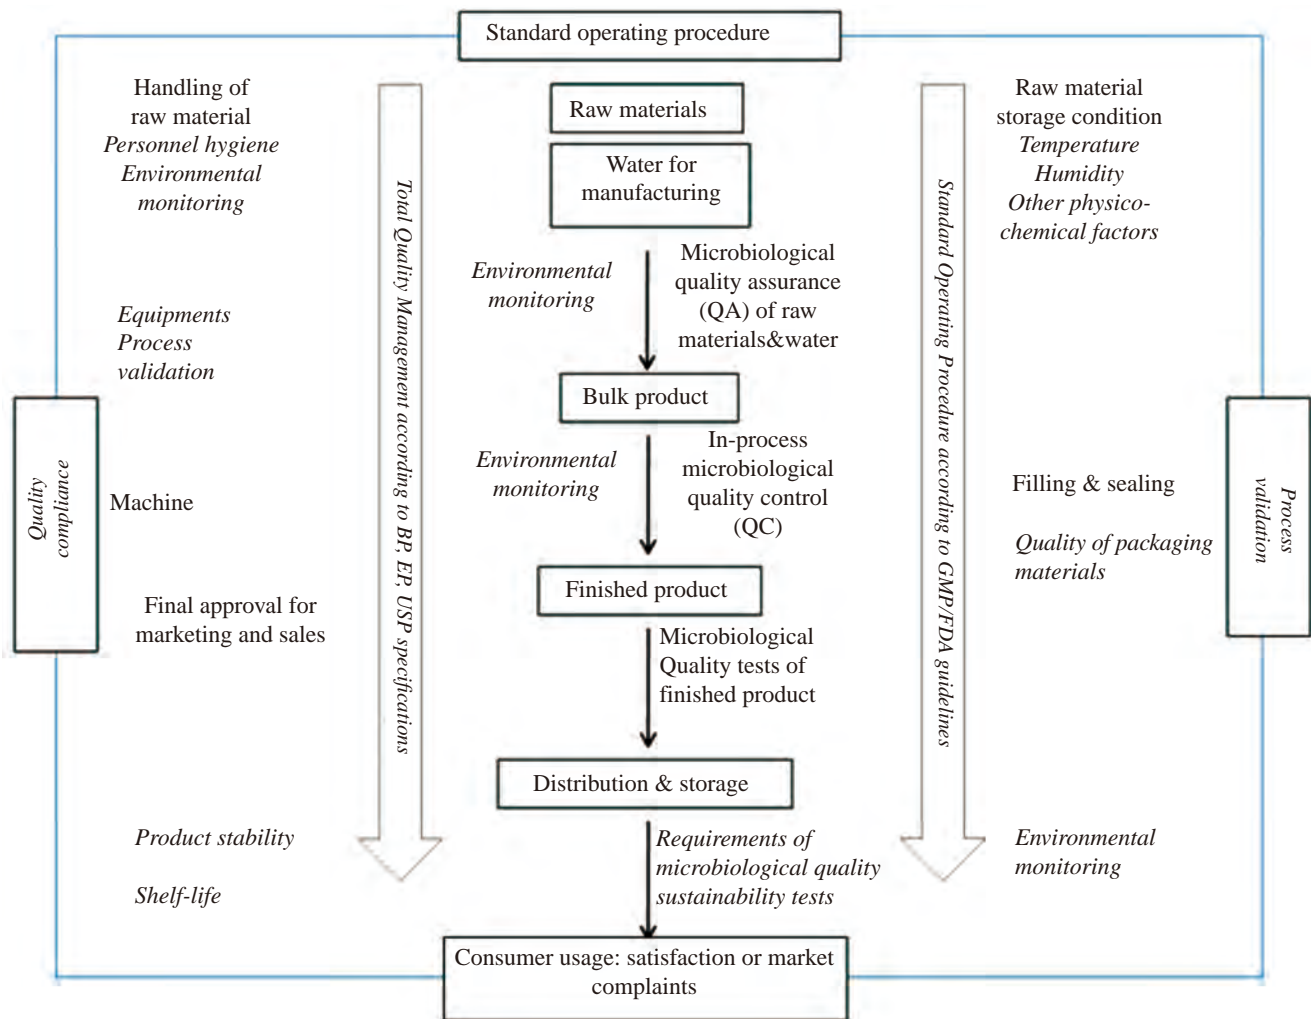 Standard operating procedure
Handling of
raw material
Personnel hygiene
Environmental
monitoring
Raw materials
Water for
manufacturing
Raw material
storage condition
Temperature
Humidity
Other physico-
chemical factors
Total Quality Management according to BP, EP, USP specifications
Standard Operating Procedure according to GMP/FDA guidelines
Environmental
monitoring
Microbiological
quality assurance
(QA) of raw
materials&water
Equipments
Process
validation
Bulk product
Quality
compliance
Machine
Environmental
monitoring
In-process
microbiological
quality control
(QC)
Filling & sealing
Quality of packaging
materials
Process
validation
Finished product
Final approval for
marketing and sales
Microbiological
Quality tests of
finished product
Distribution & storage
Product stability
Shelf-life
Requirements of
microbiological quality
sustainability tests
Environmental
monitoring
Consumer usage: satisfaction or market
complaints